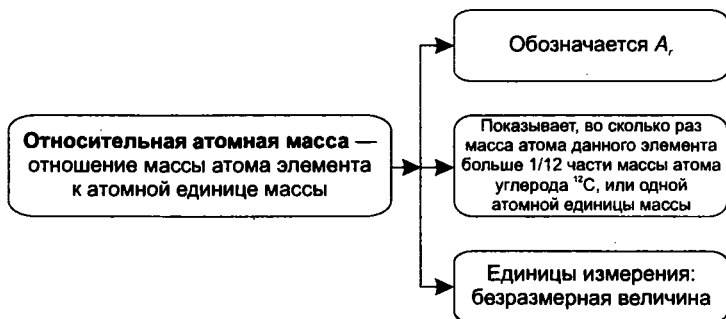 Обозначается Aᵣ
Относительная атомная масса —
отношение массы атома элемента
к атомной единице массы
Показывает, во сколько раз
масса атома данного элемента
больше 1/12 части массы атома
углерода ¹²C, или одной
атомной единицы массы
Единицы измерения:
безразмерная величина